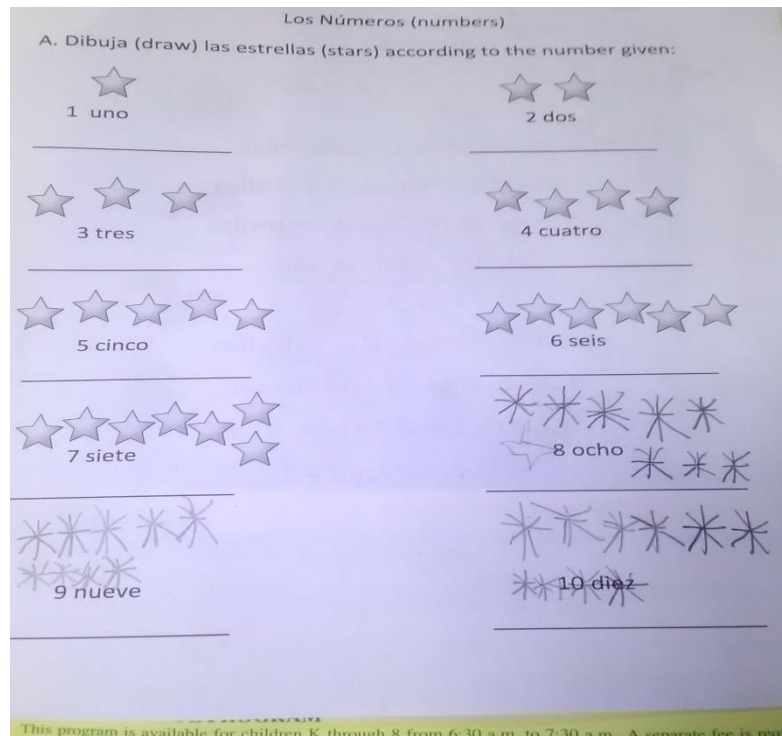 Los Números (numbers)
A. Dibuja (draw) las estrellas (stars) according to the number given:
1 uno
2 dos
3 tres
4 cuatro
5 cinco
6 seis
7 siete
8 ocho
9 nueve
10 diez
This program is available for children K through 8 from 6:30 a.m. to 7:30 a.m. A separate fee is